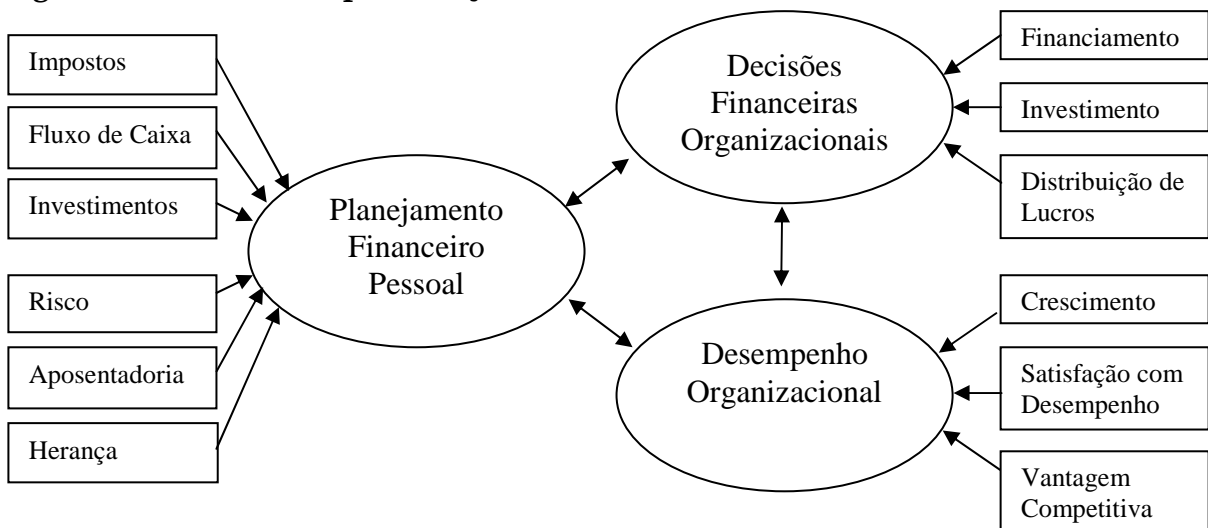 Impostos
Fluxo de Caixa
Investimentos
Risco
Aposentadoria
Herança
Planejamento
Financeiro
Pessoal
Decisões
Financeiras
Organizacionais
Desempenho
Organizacional
Financiamento
Investimento
Distribuição de
Lucros
Crescimento
Satisfação com
Desempenho
Vantagem
Competitiva